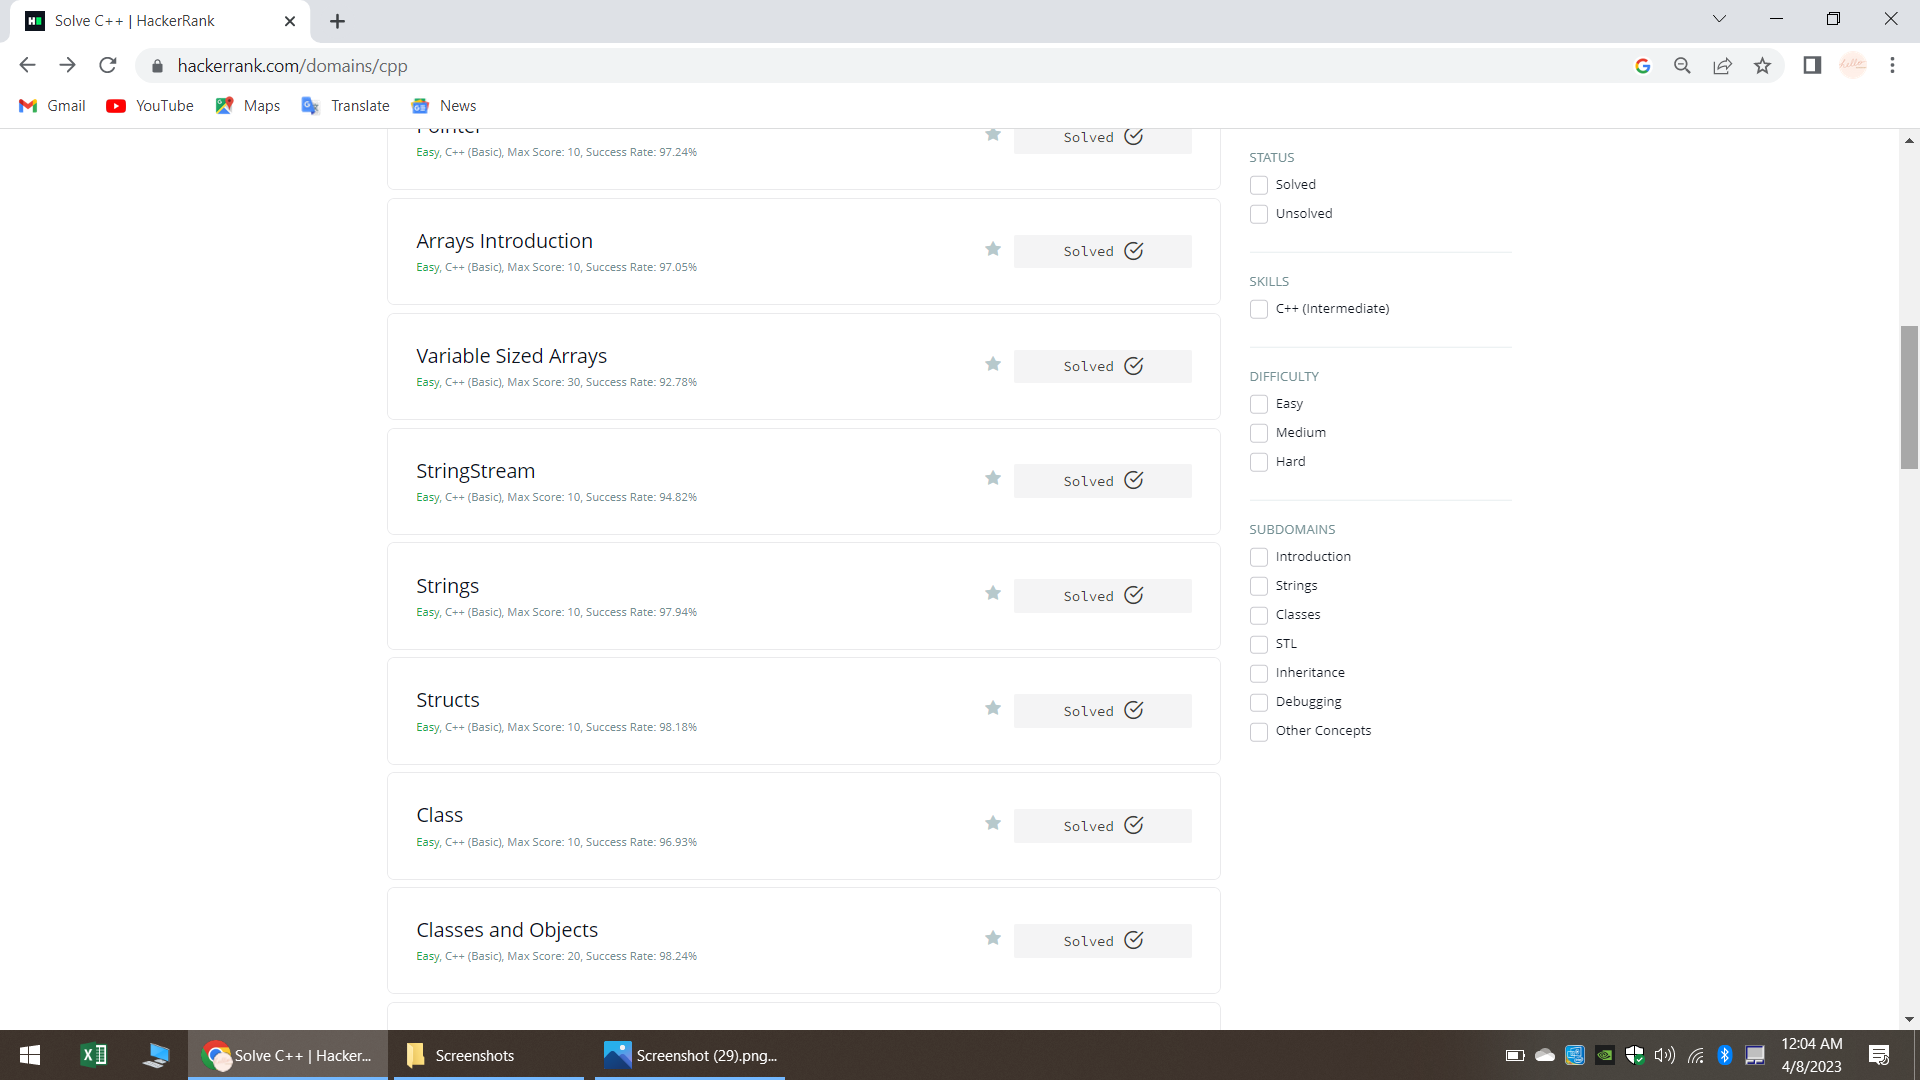 Solve C++ | HackerRank
hackerrank.com/domains/cpp
Gmail YouTube Maps Translate News
Pointer
Easy, C++ (Basic), Max Score: 10, Success Rate: 97.24%
Solved
Arrays Introduction
Easy, C++ (Basic), Max Score: 10, Success Rate: 97.05%
Solved
Variable Sized Arrays
Easy, C++ (Basic), Max Score: 30, Success Rate: 92.78%
Solved
StringStream
Easy, C++ (Basic), Max Score: 10, Success Rate: 94.82%
Solved
Strings
Easy, C++ (Basic), Max Score: 10, Success Rate: 97.94%
Solved
Structs
Easy, C++ (Basic), Max Score: 10, Success Rate: 98.18%
Solved
Class
Easy, C++ (Basic), Max Score: 10, Success Rate: 96.93%
Solved
Classes and Objects
Easy, C++ (Basic), Max Score: 20, Success Rate: 98.24%
Solved
STATUS
Solved
Unsolved
SKILLS
C++ (Intermediate)
DIFFICULTY
Easy
Medium
Hard
SUBDOMAINS
Introduction
Strings
Classes
STL
Inheritance
Debugging
Other Concepts
Solve C++ | Hacker...
Screenshots
Screenshot (29).png...
12:04 AM
4/8/2023